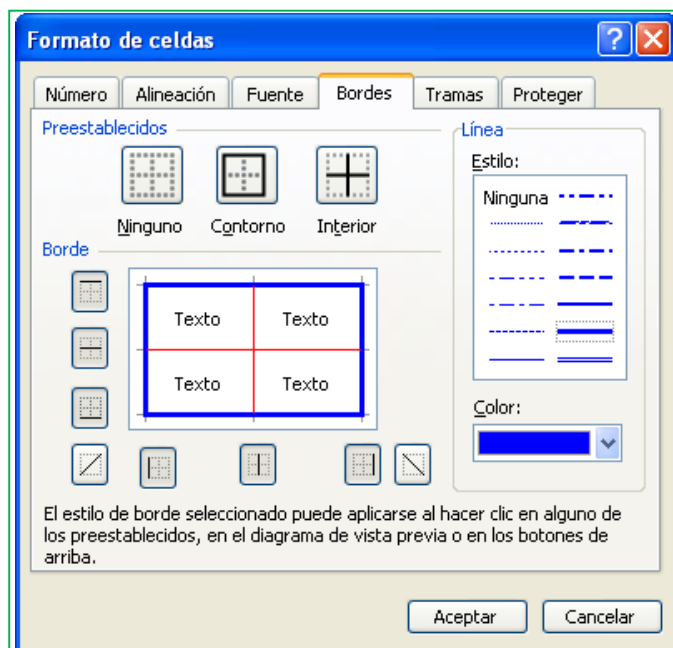 Formato de celdas
Número Alineación Fuente Bordes Tramas Proteger
Preestablecidos
Ninguno Contorno Interior
Borde
Texto Texto
Texto Texto
Línea
Estilo:
Ninguna
Color:
El estilo de borde seleccionado puede aplicarse al hacer clic en alguno de
los preestablecidos, en el diagrama de vista previa o en los botones de
arriba.
Aceptar Cancelar